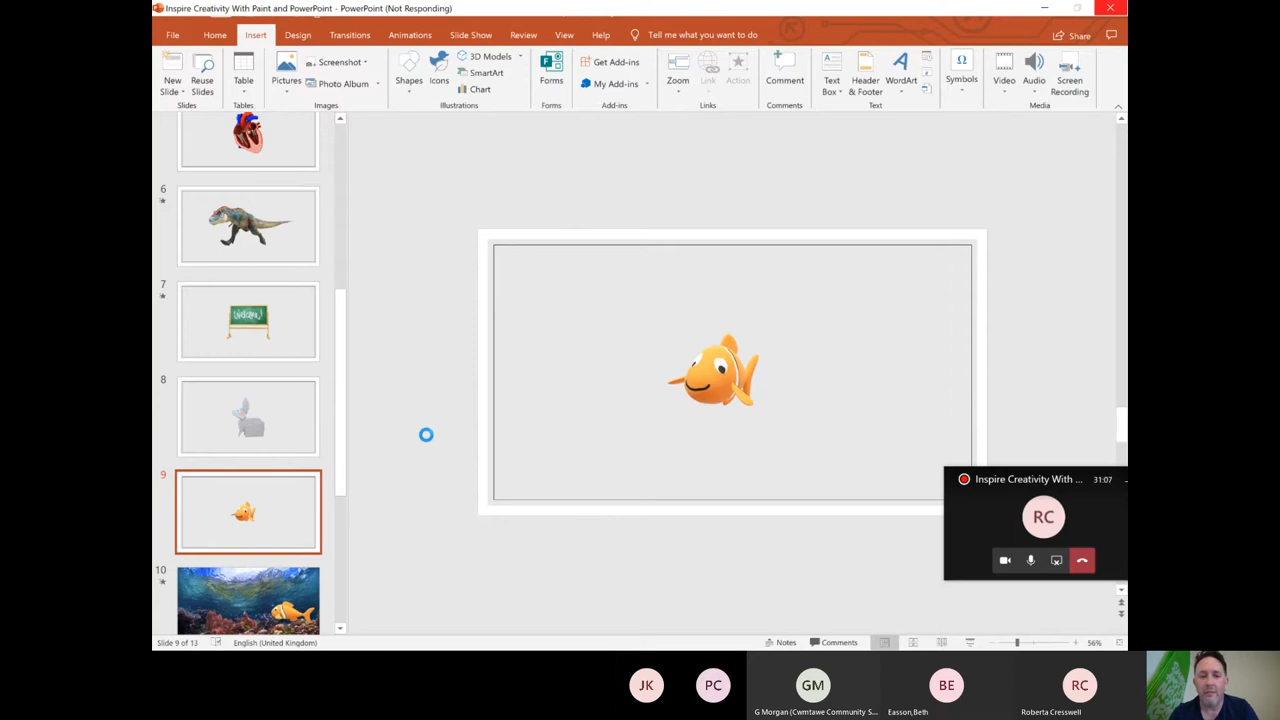 Inspire Creativity With Paint and PowerPoint - PowerPoint (Not Responding)
File Home Insert Design Transitions Animations Slide Show Review View Help Tell me what you want to do Share
New Slide
Reuse Slides
Slides
Table
Tables
Pictures
Screenshot
Photo Album
Images
Shapes
Icons
3D Models
SmartArt
Chart
Illustrations
Forms
Forms
Get Add-ins
My Add-ins
Add-ins
Zoom
Link
Action
Links
Comment
Comments
Text Box
Header & Footer
WordArt
Text
Ω
Symbols
Video
Audio
Screen Recording
Media
6
7
Welcome!
8
9
10
Inspire Creativity With ... 31:07
RC
Slide 9 of 13 English (United Kingdom) Notes Comments 56%
JK PC GM BE RC
G Morgan (Cwmtawe Community S... Easson,Beth Roberta Cresswell